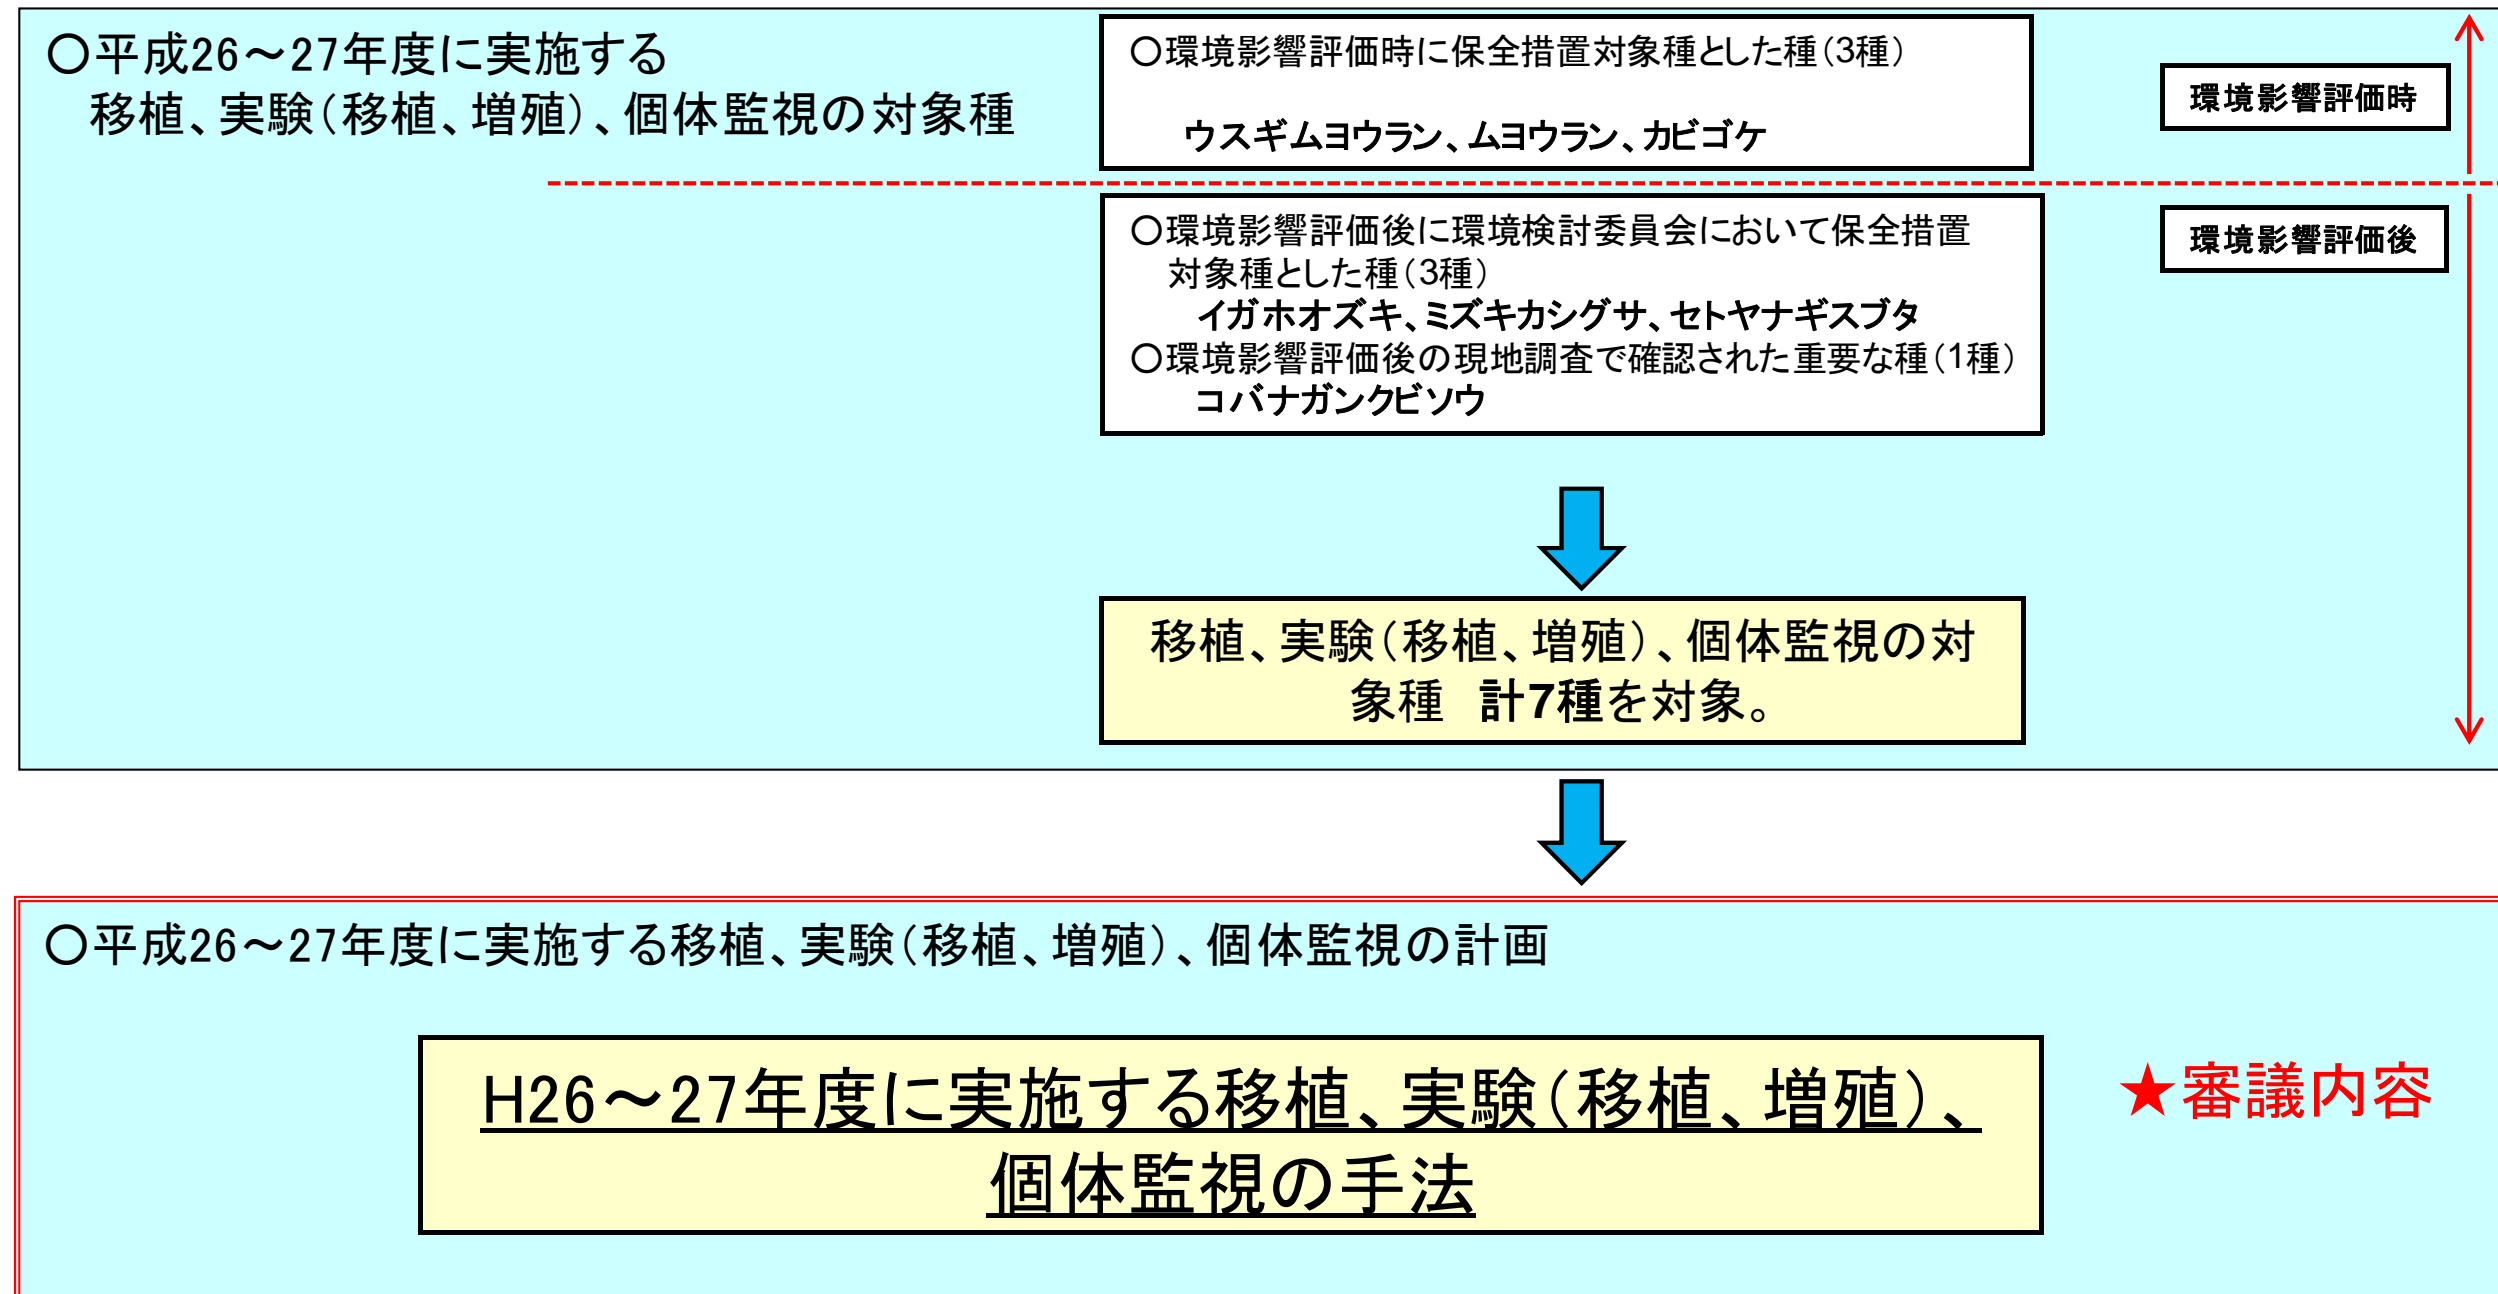 ○平成26～27年度に実施する
移植、実験（移植、増殖）、個体監視の対象種
○環境影響評価時に保全措置対象種とした種（3種）
ウスギムヨウラン、ムヨウラン、カビゴケ
環境影響評価時
○環境影響評価後に環境検討委員会において保全措置
対象種とした種（3種）
イガホオズキ、ミズキカシグサ、セトヤナギスブタ
○環境影響評価後の現地調査で確認された重要な種（1種）
コバナガンクビソウ
環境影響評価後
移植、実験（移植、増殖）、個体監視の対
象種　計7種を対象。
○平成26～27年度に実施する移植、実験（移植、増殖）、個体監視の計画
H26～27年度に実施する移植、実験（移植、増殖）、
個体監視の手法
★審議内容